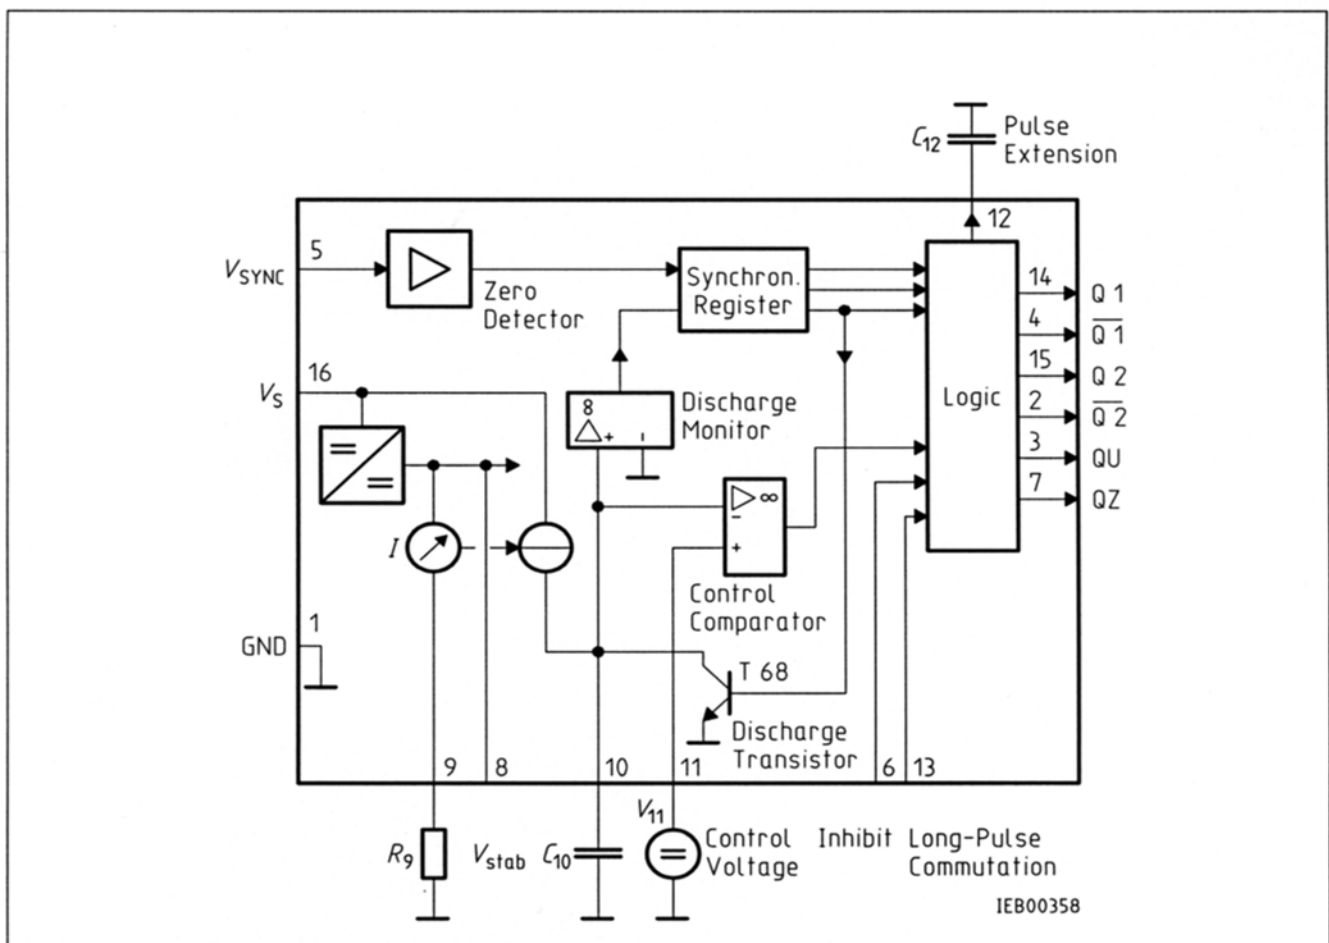 C12
Pulse
Extension
12
5
VSYNC
Zero
Detector
Synchron.
Register
14
Q 1
4
Q̅ 1̅
15
Q 2
2
Q̅ 2̅
3
QU
7
QZ
Logic
16
VS
8
+ -
Discharge
Monitor
∞
-
+
I
Control
Comparator
1
GND
T 68
Discharge
Transistor
9 8 10 11 6 13
V11
R9
Vstab
C10
Control
Voltage
Inhibit
Long-Pulse
Commutation
IEB00358